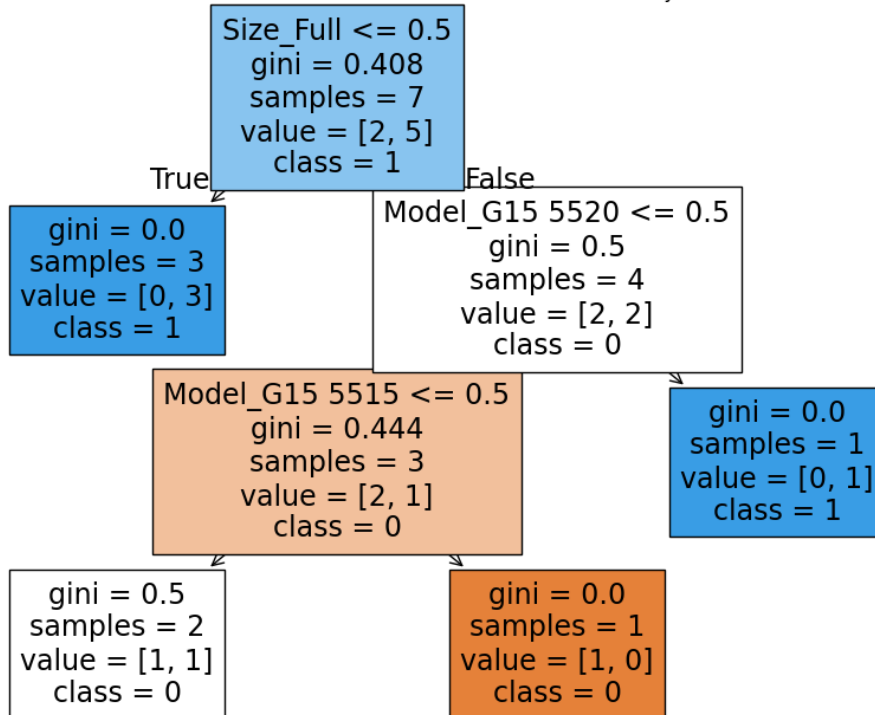 Size_Full <= 0.5
gini = 0.408
samples = 7
value = [2, 5]
class = 1
True
False
gini = 0.0
samples = 3
value = [0, 3]
class = 1
Model_G15 5520 <= 0.5
gini = 0.5
samples = 4
value = [2, 2]
class = 0
Model_G15 5515 <= 0.5
gini = 0.444
samples = 3
value = [2, 1]
class = 0
gini = 0.0
samples = 1
value = [0, 1]
class = 1
gini = 0.5
samples = 2
value = [1, 1]
class = 0
gini = 0.0
samples = 1
value = [1, 0]
class = 0